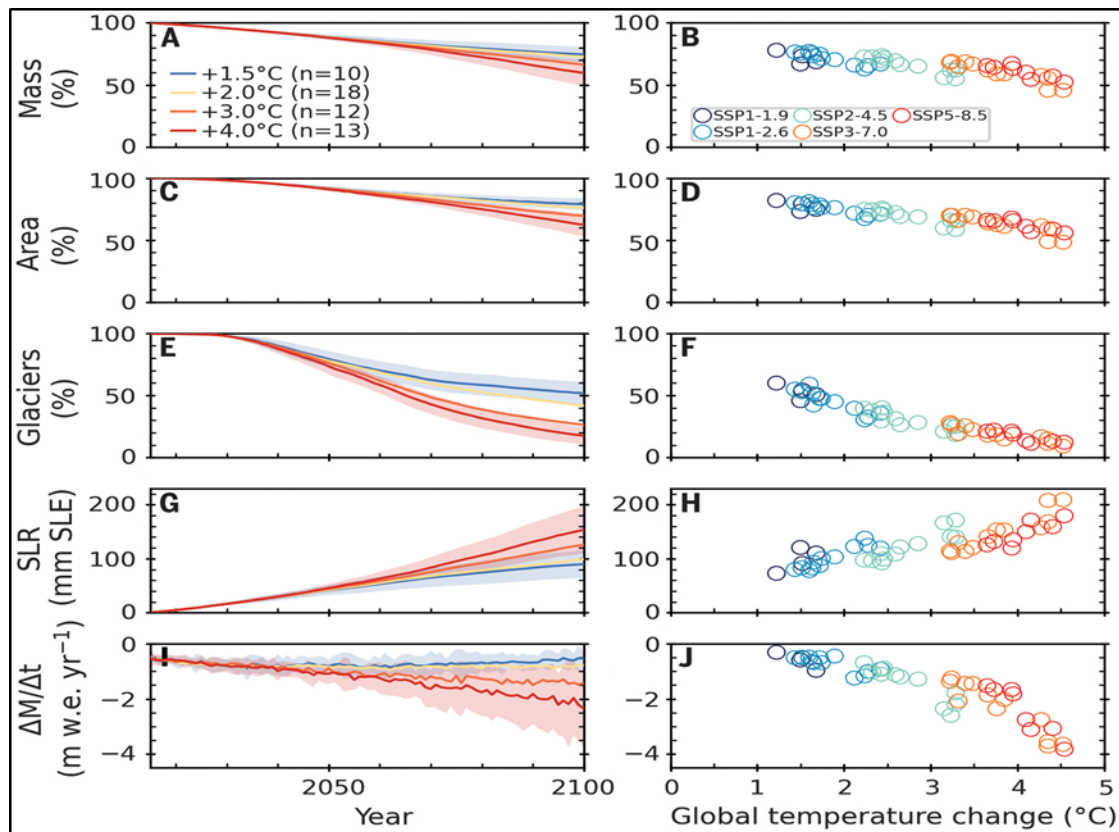 A
Mass
(%)
100
50
0
+1.5°C (n=10)
+2.0°C (n=18)
+3.0°C (n=12)
+4.0°C (n=13)
B
100
50
0
SSP1-1.9 SSP2-4.5 SSP5-8.5
SSP1-2.6 SSP3-7.0
C
Area
(%)
100
50
0
D
100
50
0
E
Glaciers
(%)
100
50
0
F
100
50
0
G
SLR
(mm SLE)
200
100
0
H
200
100
0
I
ΔM/Δt
(m w.e. yr⁻¹)
0
−2
−4
2050 2100
Year
J
0
−2
−4
0 1 2 3 4 5
Global temperature change (°C)